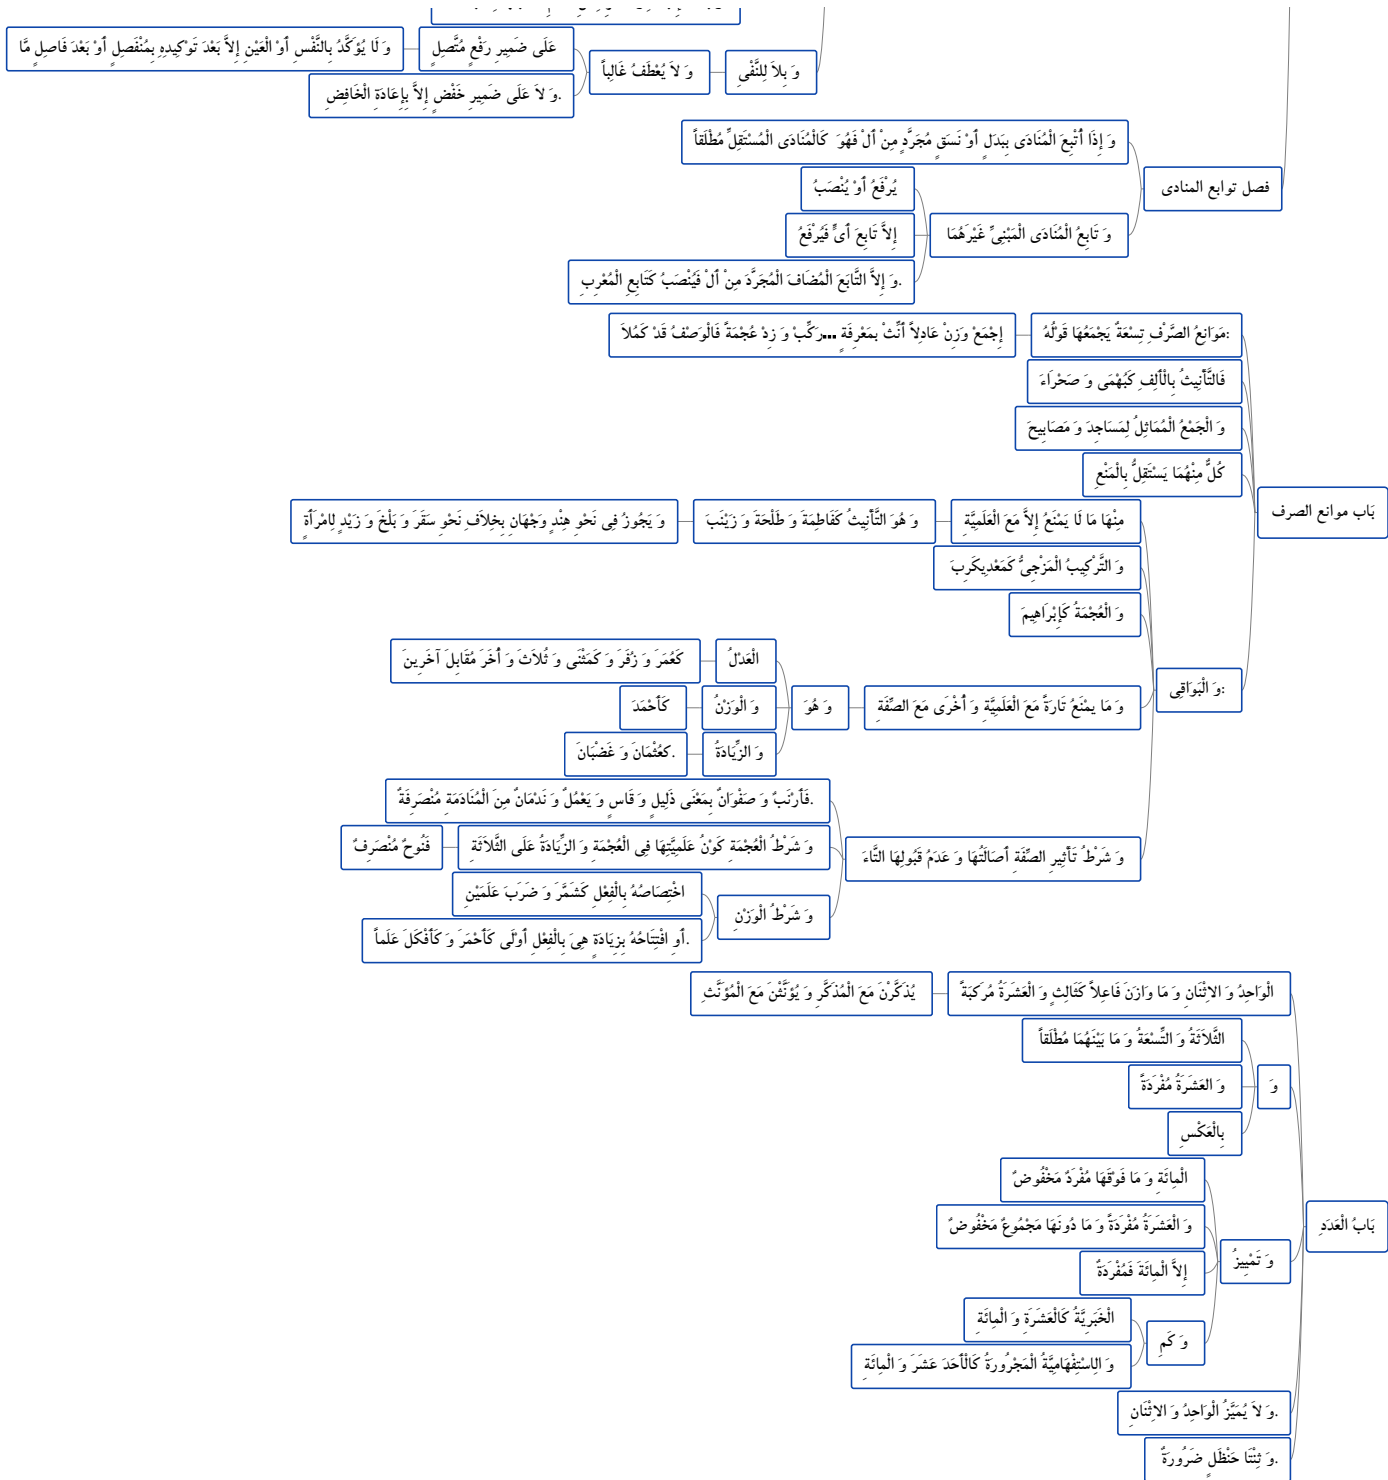 وَ بِلاَ لِلنَّفْىِ
وَ لاَ يُعْطَفُ غَالِباً
عَلَى ضَمِيرِ رَفْعٍ مُتَّصِلٍ
وَ لَا يُؤَكَّدُ بِالنَّفْسِ أَوْ الْعَيْنِ إِلاَّ بَعْدَ تَوْكِيدِهِ بِمُنْفَصِلٍ أَوْ بَعْدَ فَاصِلٍ مَّا
وَ لاَ عَلَى ضَمِيرِ خَفْضٍ إِلاَّ بِإِعَادَةِ الْخَافِضِ.
فصل توابع المنادى
وَ إِذَا أُتْبِعَ الْمُنَادَى بِبَدَلٍ أَوْ نَسَقٍ مُجَرَّدٍ مِنْ أَلْ فَهُوَ كَالْمُنَادَى الْمُسْتَقِلِّ مُطْلَقاً
وَ تَابِعُ الْمُنَادَى الْمَبْنِىِّ غَيْرَهُمَا
يُرْفَعُ أَوْ يُنْصَبُ
إِلاَّ تَابِعَ أَىٍّ فَيُرْفَعُ
وَ إِلاَّ التَّابِعَ الْمُضَافَ الْمُجَرَّدَ مِنْ أَلْ فَيُنْصَبُ كَتَابِعِ الْمُعْرِبِ.
بَاب موانع الصرف
مَوَانِعُ الصَّرْفِ تِسْعَةٌ يَجْمَعُهَا قَوْلُهُ:
إِجْمَعْ وَزِنْ عَادِلاً أَنِّثْ بِمَعْرِفَةٍ ...رَكِّبْ وَ زِدْ عُجْمَةً فَالْوَصْفُ قَدْ كَمُلاَ
فَالتَّأْنِيثُ بِالْأَلِفِ كَبُهْمَى وَ صَحْرَاءَ
وَ الْجَمْعُ الْمُمَاثِلُ لِمَسَاجِدَ وَ مَصَابِيحَ
كُلٌّ مِنْهُمَا يَسْتَقِلُّ بِالْمَنْعِ
وَ الْبَوَاقِى:
مِنْهَا مَا لَا يَمْنَعُ إِلاَّ مَعَ الْعَلَمِيَّةِ
وَ هُوَ التَّأْنِيثُ كَفَاطِمَةَ وَ طَلْحَةَ وَ زَيْنَبَ
وَ يَجُوزُ فِى نَحْوِ هِنْدٍ وَجْهَانِ بِخِلاَفِ نَحْوِ سَقَرَ وَ بَلْخَ وَ زَيْدٍ لِامْرَأَةٍ
وَ التَّرْكِيبُ الْمَزْجِىُّ كَمَعْدِيكَرِبَ
وَ الْعُجْمَةُ كَإِبْرَاهِيمَ
وَ مَا يمْنَعُ تَارَةً مَعَ الْعَلَمِيَّةِ وَ أُخْرَى مَعَ الصِّفَةِ
وَ هُوَ
الْعَدْلُ
كَعُمَرَ وَ زُفَرَ وَ كَمَثْنَى وَ ثُلاَثَ وَ أُخَرَ مُقَابِلَ آخَرِينَ
وَ الْوَزْنُ
كَأَحْمَدَ
وَ الزِّيَادَةُ
كعُثْمَانَ وَ غَضْبَانَ.
وَ شَرْطُ تَأْثِيرِ الصِّفَةِ أَصَالَتُهَا وَ عَدَمُ قَبُولِهَا التَّاءَ
فَأَرْنَبٌ وَ صَفْوَانٌ بِمَعْنَى ذَلِيلٍ وَ قَاسٍ وَ يَعْمُلٌ وَ نَدْمَانٌ مِنَ الْمُنَادَمَةِ مُنْصَرِفَةٌ.
وَ شَرْطُ الْعُجْمَةِ كَوْنُ عَلَمِيَّتِهَا فِى الْعُجْمَةِ وَ الزِّيَادَةُ عَلَى الثَّلاَثَةِ
فَنُوحٌ مُنْصَرِفٌ
وَ شَرْطُ الْوَزْنِ
اخْتِصَاصُهُ بِالْفِعْلِ كَشَمَّرَ وَ ضَرَبَ عَلَمَيْنِ
أَوِ افْتِتَاحُهُ بِزِيَادَةٍ هِىَ بِالْفِعْلِ أَوْلَى كَأَحْمَرَ وَ كَأَفْكَلَ عَلَماً.
بَابُ الْعَدَدِ
الْوَاحِدُ وَ الِاثْنَانِ وَ مَا وَازَنَ فَاعِلاً كَثَالِثٍ وَ الْعَشَرَةُ مُرَكبَةً
يُذَكَّرْنَ مَعَ الْمُذَكَّرِ وَ يُؤَنَّثْنَ مَعَ الْمُؤَنَّثِ
وَ
الثَّلاَثَةُ وَ التِّسْعَةُ وَ مَا بَيْنَهُمَا مُطْلَقاً
وَ العَشَرَةُ مُفْرَدَةً
بِالْعَكْسِ
وَ تَمْيِيزُ
الْمِائَةِ وَ مَا فَوْقَهَا مُفْرَدٌ مَخْفُوضٌ
وَ الْعَشَرَةُ مُفْرَدَةً وَ مَا دُونَهَا مَجْمُوعٌ مَخْفُوضٌ
إِلاَّ الْمِائَةَ فَمُفْرَدَةٌ
وَ كَمِ
الْخَبَرِيَّةُ كَالْعَشَرَةِ وَ الْمِائَةِ
وَ الِاسْتِفْهَامِيَّةُ الْمَجْرُورَةُ كَالْأَحَدَ عَشَرَ وَ الْمِائَةِ
وَ لاَ يُمَيَّزُ الْوَاحِدُ وَ الاِثْنَانِ.
وَ ثِنْتَا حَنْظَلٍ ضَرُورَةٌ.